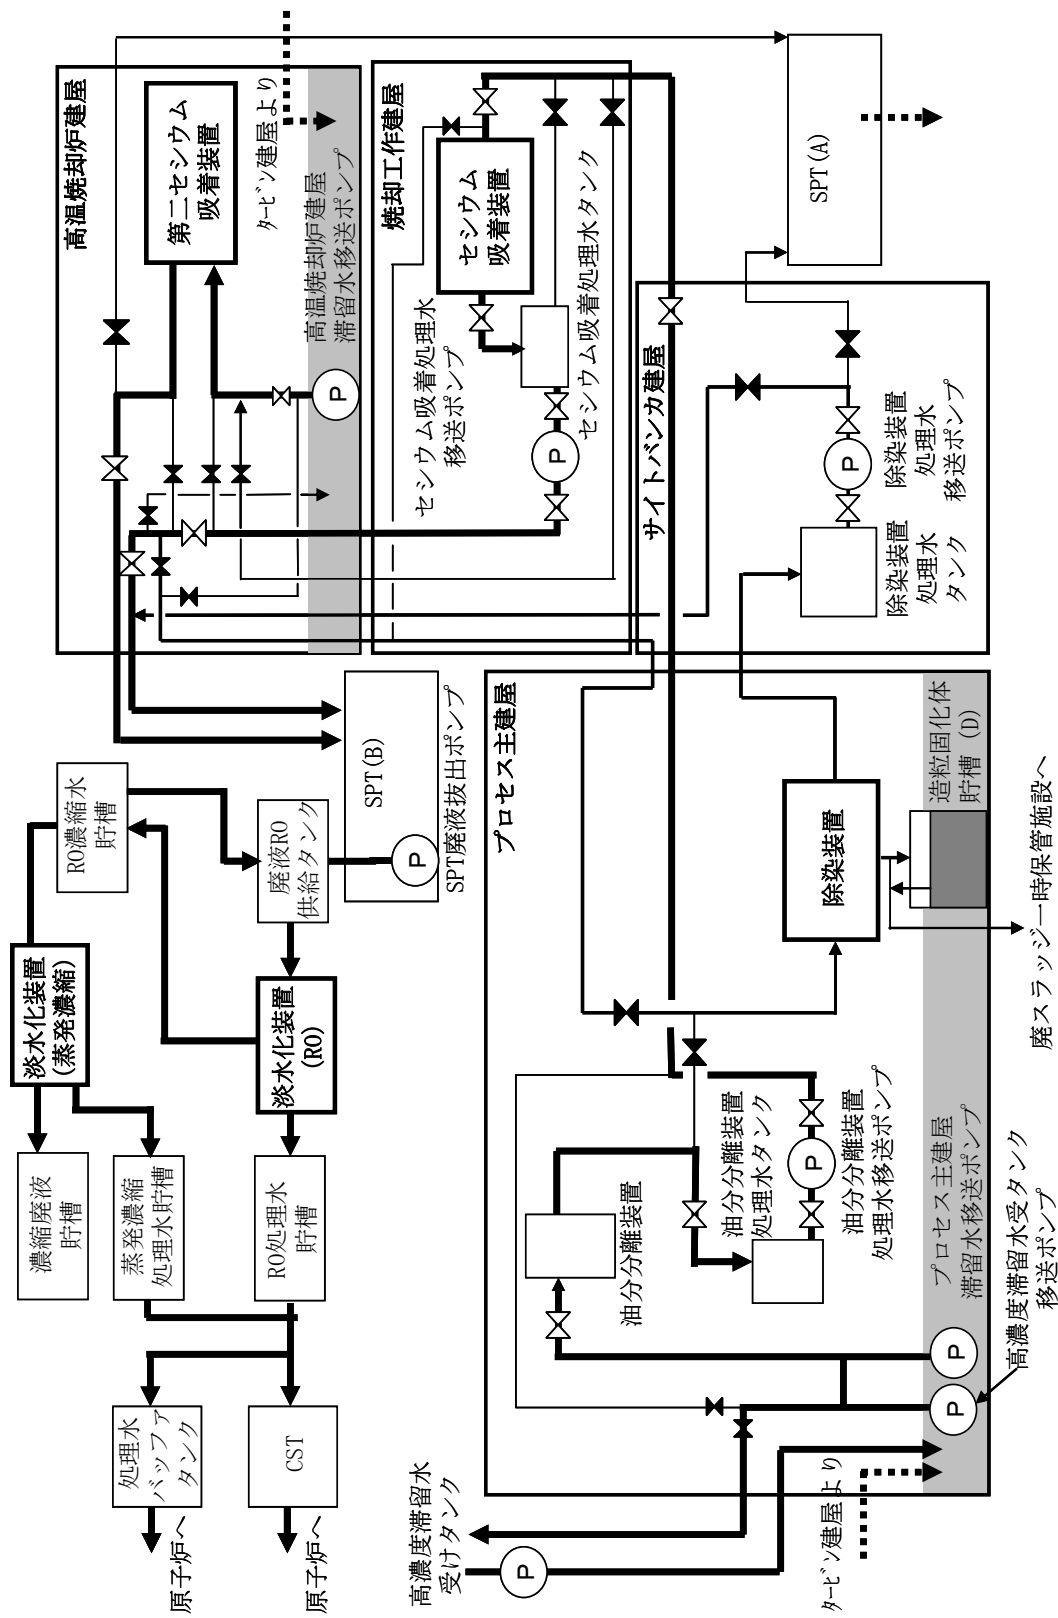 高温焼却炉建屋
第二セシウム
吸着装置
ﾀｰﾋﾞﾝ建屋より
高温焼却炉建屋
滞留水移送ポンプ
P
焼却工作建屋
セシウム
吸着装置
セシウム吸着処理水
移送ポンプ
セシウム吸着処理水タンク
P
SPT(A)
サイトバンカ建屋
除染装置
処理水
移送ポンプ
P
除染装置
処理水
タンク
SPT(B)
P
SPT廃液抜出ポンプ
RO濃縮水
貯槽
廃液RO
供給タンク
淡水化装置
(蒸発濃縮)
淡水化装置
(RO)
濃縮廃液
貯槽
蒸発濃縮
処理水貯槽
RO処理水
貯槽
処理水
バッファ
タンク
CST
原子炉へ
原子炉へ
プロセス主建屋
除染装置
造粒固化体
貯槽(D)
廃スラッジ一時保管施設へ
油分分離装置
油分分離装置
処理水タンク
油分分離装置
処理水移送ポンプ
P
プロセス主建屋
滞留水移送ポンプ
P
P
高濃度滞留水受タンク
移送ポンプ
高濃度滞留水
受けタンク
P
ﾀｰﾋﾞﾝ建屋より